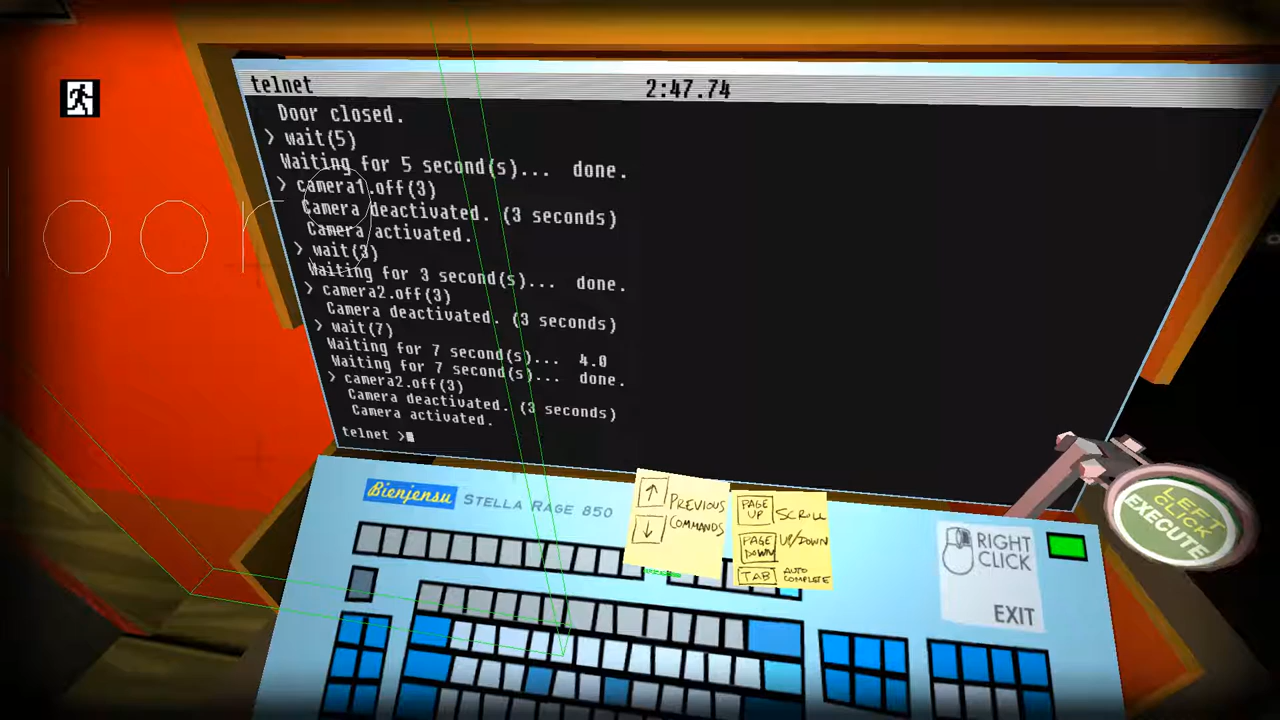 telnet 2:47.74
Door closed.
> wait(5)
Waiting for 5 second(s)... done.
> camera1.off(3)
Camera deactivated. (3 seconds)
Camera activated.
> wait(3)
Waiting for 3 second(s)... done.
> camera2.off(3)
Camera deactivated. (3 seconds)
> wait(7)
Waiting for 7 second(s)... 4.0
Waiting for 7 second(s)... done.
> camera2.off(3)
Camera deactivated. (3 seconds)
Camera activated.
telnet >
Bienjensu STELLA RAGE 850
↑ PREVIOUS
↓ COMMANDS
PAGE UP SCROLL
PAGE DOWN UP/DOWN
TAB AUTO COMPLETE
RIGHT
CLICK
EXIT
LEFT
CLICK
EXECUTE